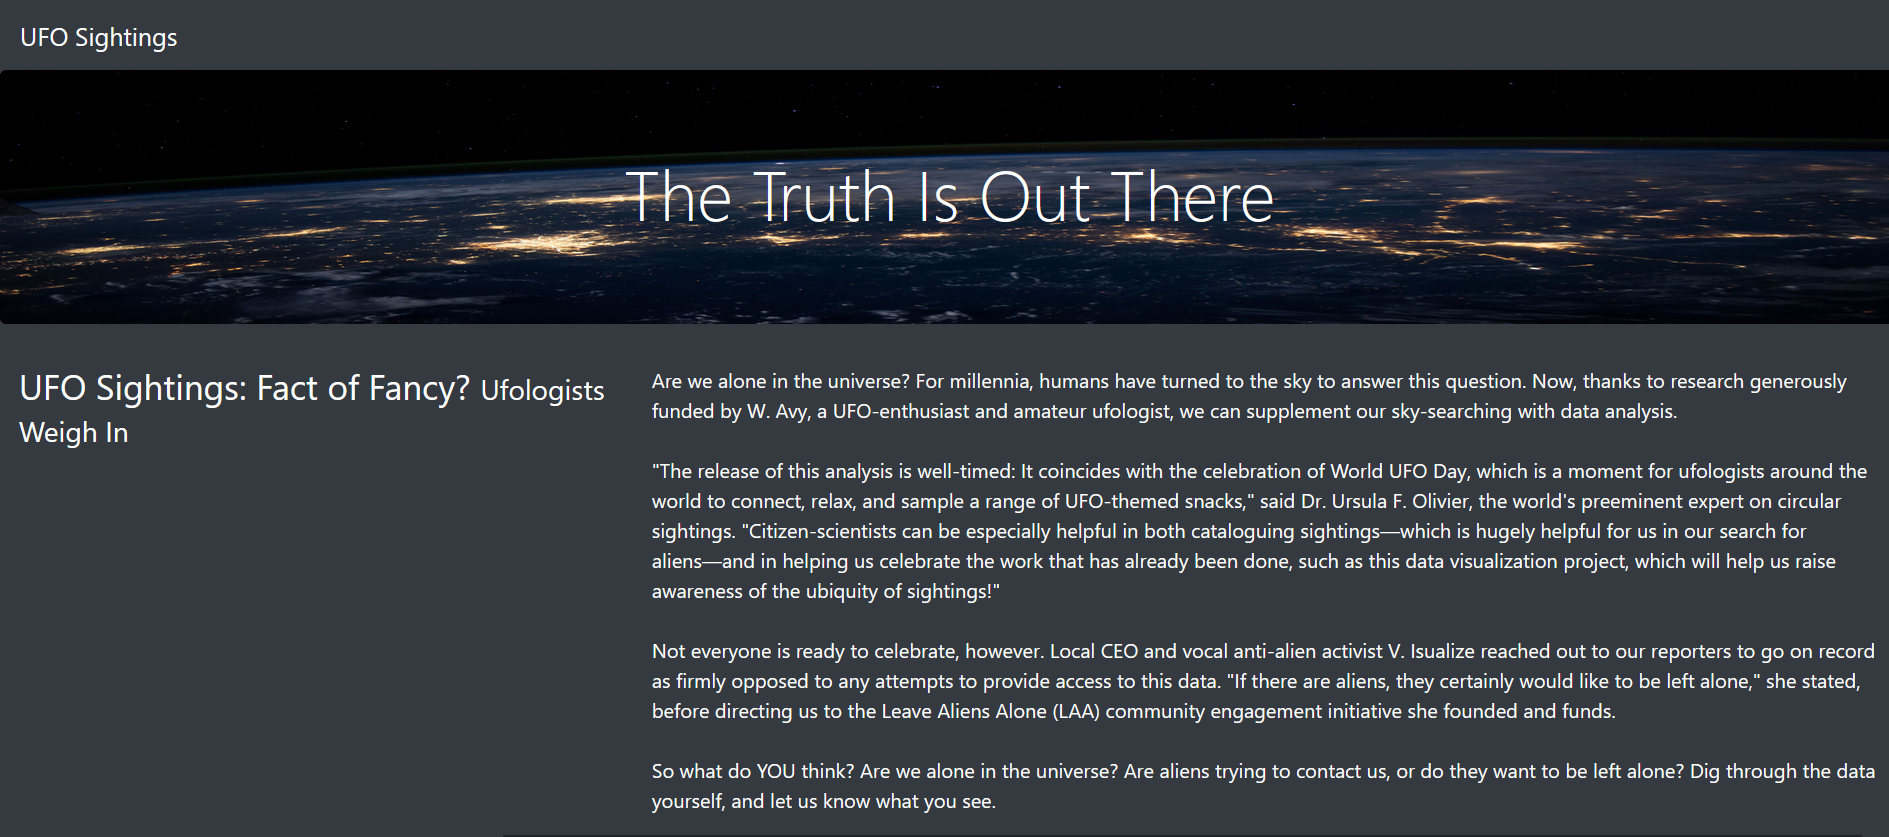 UFO Sightings
The Truth Is Out There
UFO Sightings: Fact of Fancy? Ufologists
Weigh In
Are we alone in the universe? For millennia, humans have turned to the sky to answer this question. Now, thanks to research generously
funded by W. Avy, a UFO-enthusiast and amateur ufologist, we can supplement our sky-searching with data analysis.
"The release of this analysis is well-timed: It coincides with the celebration of World UFO Day, which is a moment for ufologists around the
world to connect, relax, and sample a range of UFO-themed snacks," said Dr. Ursula F. Olivier, the world's preeminent expert on circular
sightings. "Citizen-scientists can be especially helpful in both cataloguing sightings—which is hugely helpful for us in our search for
aliens—and in helping us celebrate the work that has already been done, such as this data visualization project, which will help us raise
awareness of the ubiquity of sightings!"
Not everyone is ready to celebrate, however. Local CEO and vocal anti-alien activist V. Isualize reached out to our reporters to go on record
as firmly opposed to any attempts to provide access to this data. "If there are aliens, they certainly would like to be left alone," she stated,
before directing us to the Leave Aliens Alone (LAA) community engagement initiative she founded and funds.
So what do YOU think? Are we alone in the universe? Are aliens trying to contact us, or do they want to be left alone? Dig through the data
yourself, and let us know what you see.